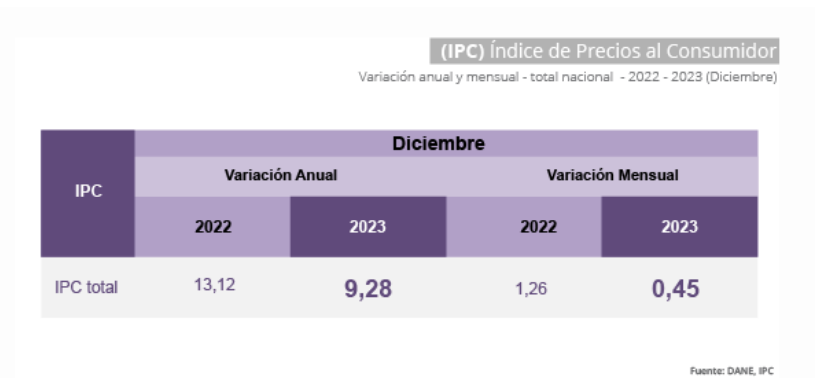 (IPC) Índice de Precios al Consumidor
Variación anual y mensual - total nacional - 2022 - 2023 (Diciembre)
IPC
Diciembre
Variación Anual
Variación Mensual
2022
2023
2022
2023
IPC total
13,12
9,28
1,26
0,45
Fuente: DANE, IPC